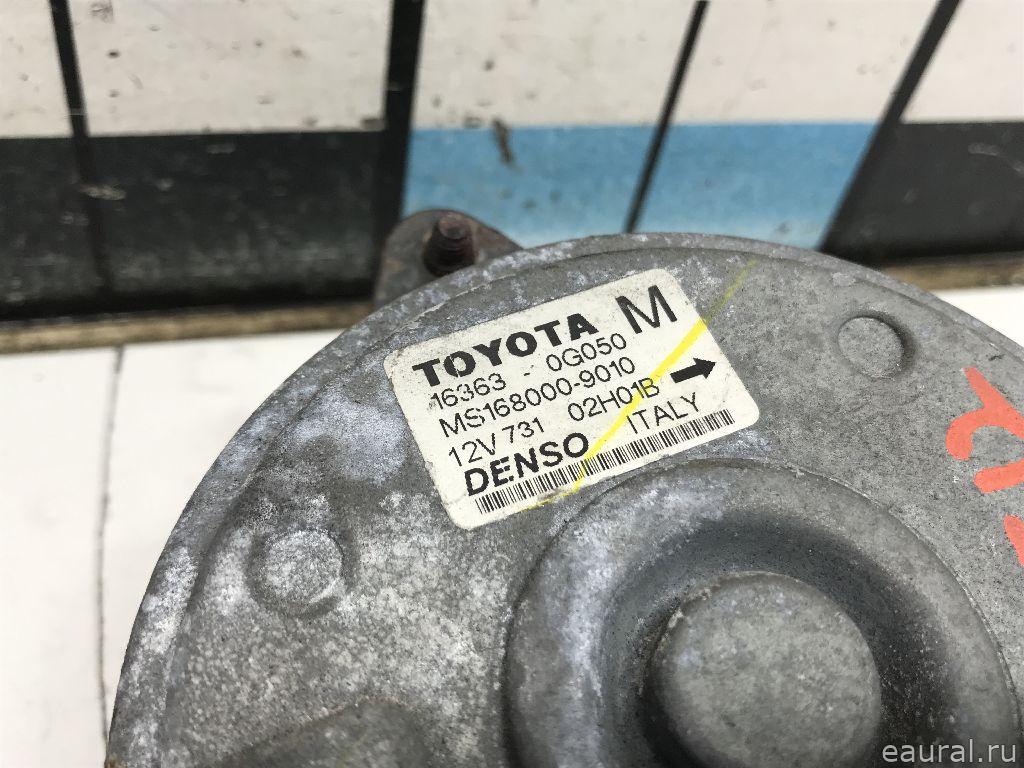 TOYOTA M
16363 - 0G050
MS168000-9010
12V 731 02H01B
DENSO ITALY
eaural.ru